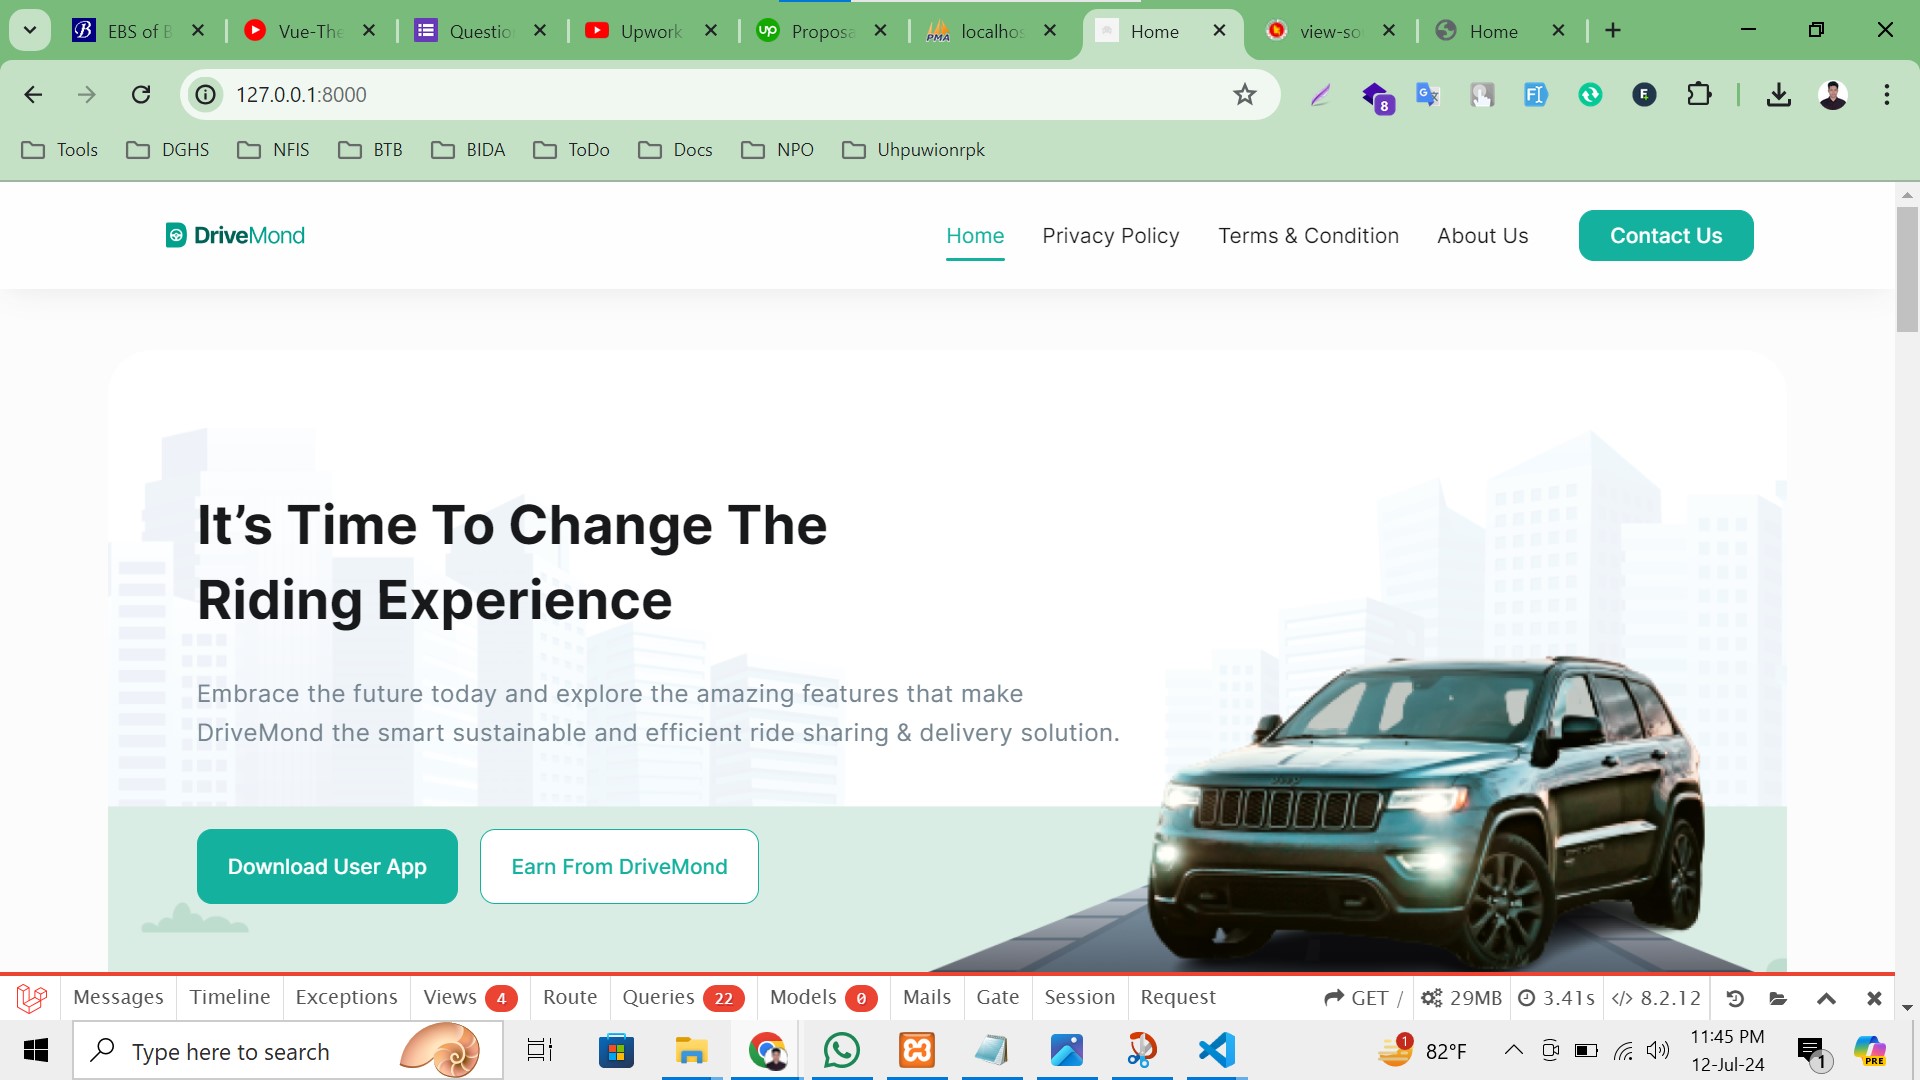 EBS of B
Vue-The
Questio
Upwork
Proposa
localhos
Home
view-so
Home
127.0.0.1:8000
8
Tools
DGHS
NFIS
BTB
BIDA
ToDo
Docs
NPO
Uhpuwionrpk
DriveMond
Home
Privacy Policy
Terms & Condition
About Us
Contact Us
It’s Time To Change The
Riding Experience
Embrace the future today and explore the amazing features that make
DriveMond the smart sustainable and efficient ride sharing & delivery solution.
Download User App
Earn From DriveMond
Messages
Timeline
Exceptions
Views 4
Route
Queries 22
Models 0
Mails
Gate
Session
Request
GET /
29MB
3.41s
8.2.12
Type here to search
1
82°F
11:45 PM
12-Jul-24
1
PRE